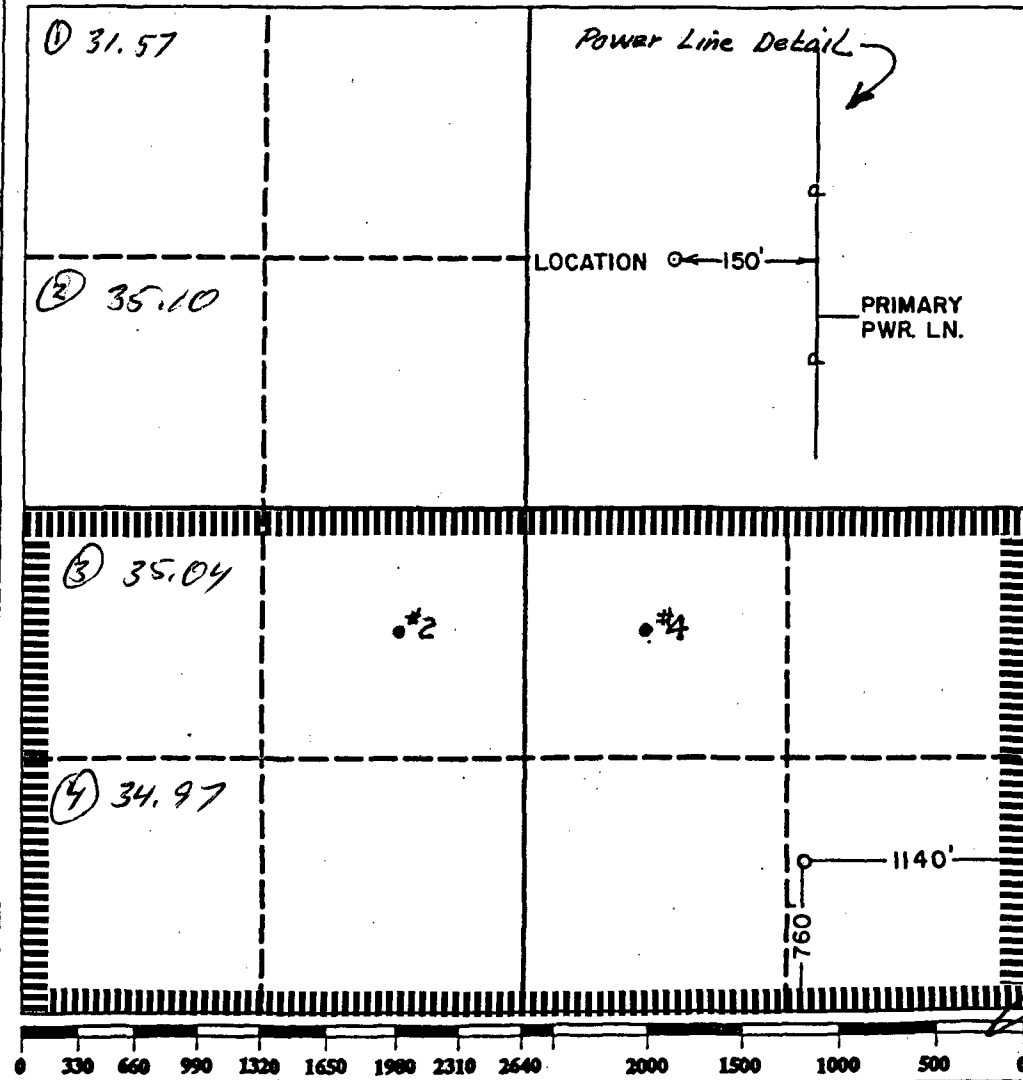 ① 31.57
Power Line Detail
P
LOCATION 150'
② 35.10
PRIMARY
PWR. LN.
P
③ 35.04
#2 #4
④ 34.97
1140'
760'
0 330 660 990 1320 1650 1980 2310 2640 2000 1500 1000 500 0